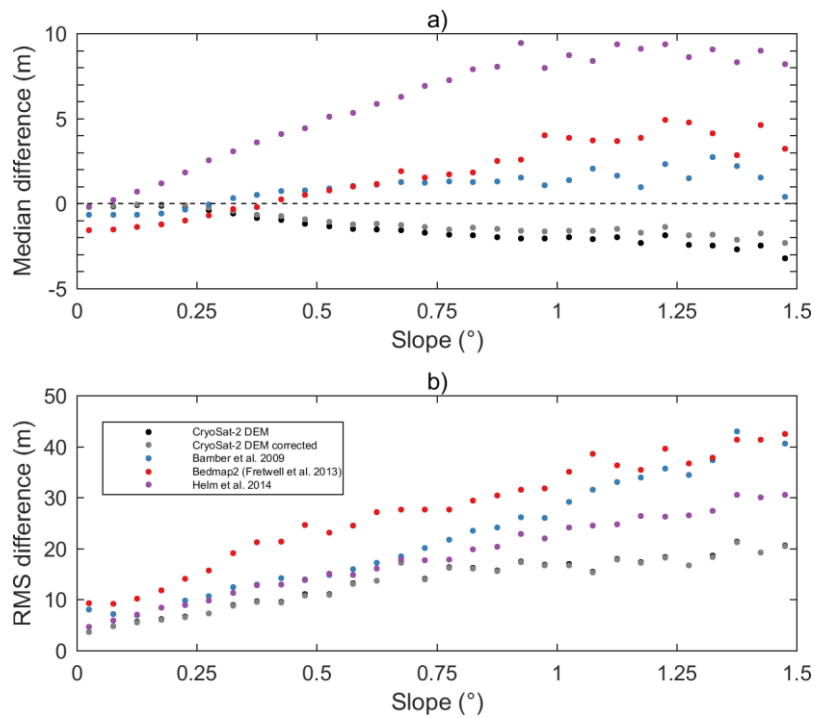 a)
10
5
0
-5
Median difference (m)
0
0.25
0.5
0.75
1
1.25
1.5
Slope (°)
b)
50
40
30
20
10
0
RMS difference (m)
CryoSat-2 DEM
CryoSat-2 DEM corrected
Bamber et al. 2009
Bedmap2 (Fretwell et al. 2013)
Helm et al. 2014
0
0.25
0.5
0.75
1
1.25
1.5
Slope (°)